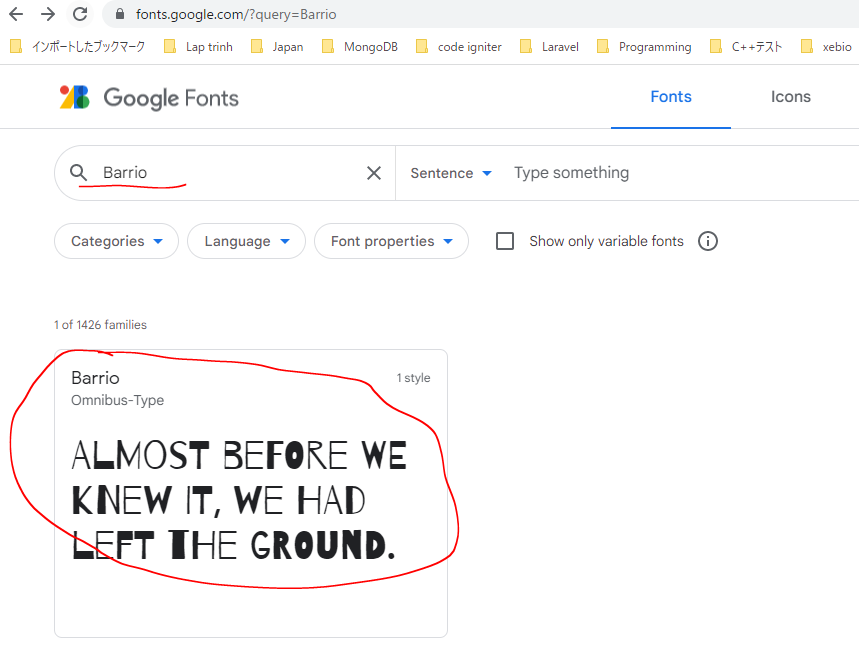 fonts.google.com/?query=Barrio
インポートしたブックマーク Lap trinh Japan MongoDB code igniter Laravel Programming C++テスト xebio
Google Fonts Fonts Icons
Barrio Sentence Type something
Categories Language Font properties Show only variable fonts
1 of 1426 families
Barrio 1 style
Omnibus-Type
ALMOST BEFORE WE
KNEW IT, WE HAD
LEFT THE GROUND.